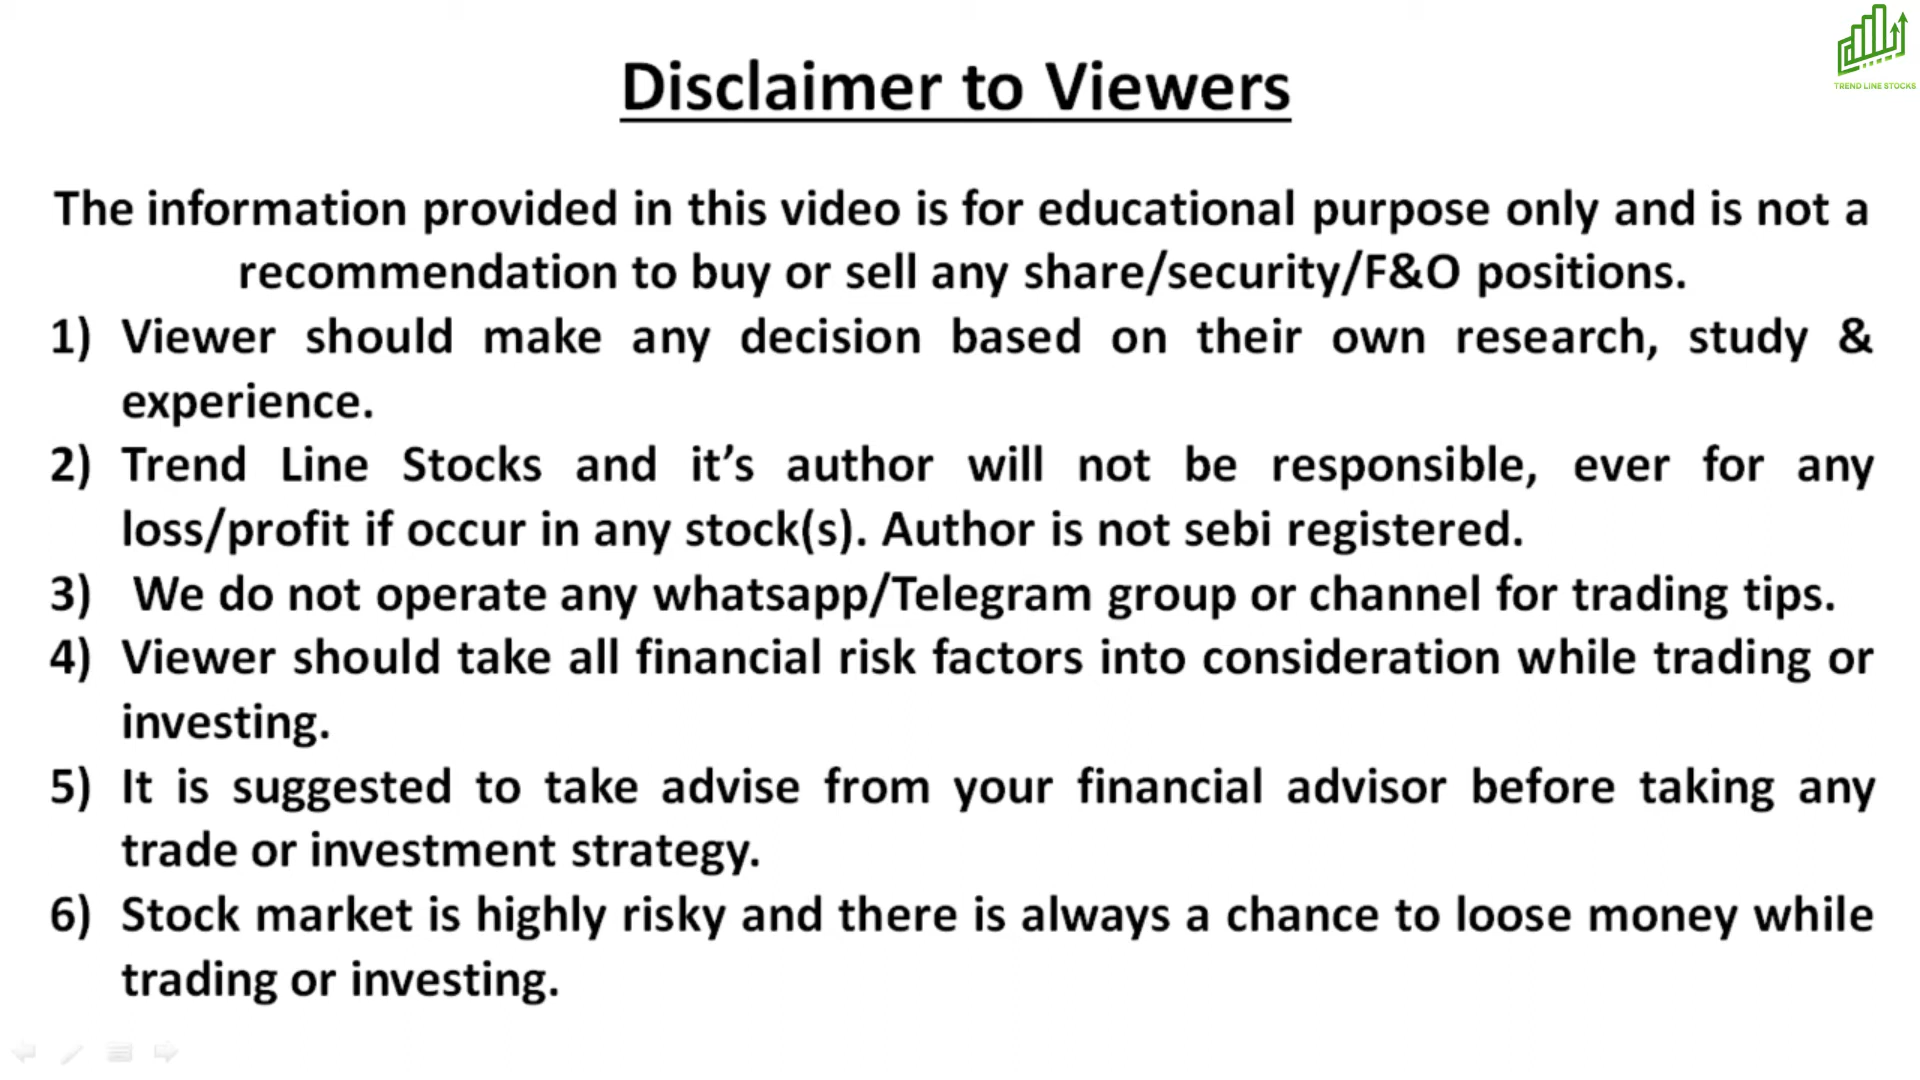 TREND LINE STOCKS
Disclaimer to Viewers
The information provided in this video is for educational purpose only and is not a
recommendation to buy or sell any share/security/F&O positions.
1) Viewer should make any decision based on their own research, study &
experience.
2) Trend Line Stocks and it’s author will not be responsible, ever for any
loss/profit if occur in any stock(s). Author is not sebi registered.
3) We do not operate any whatsapp/Telegram group or channel for trading tips.
4) Viewer should take all financial risk factors into consideration while trading or
investing.
5) It is suggested to take advise from your financial advisor before taking any
trade or investment strategy.
6) Stock market is highly risky and there is always a chance to loose money while
trading or investing.